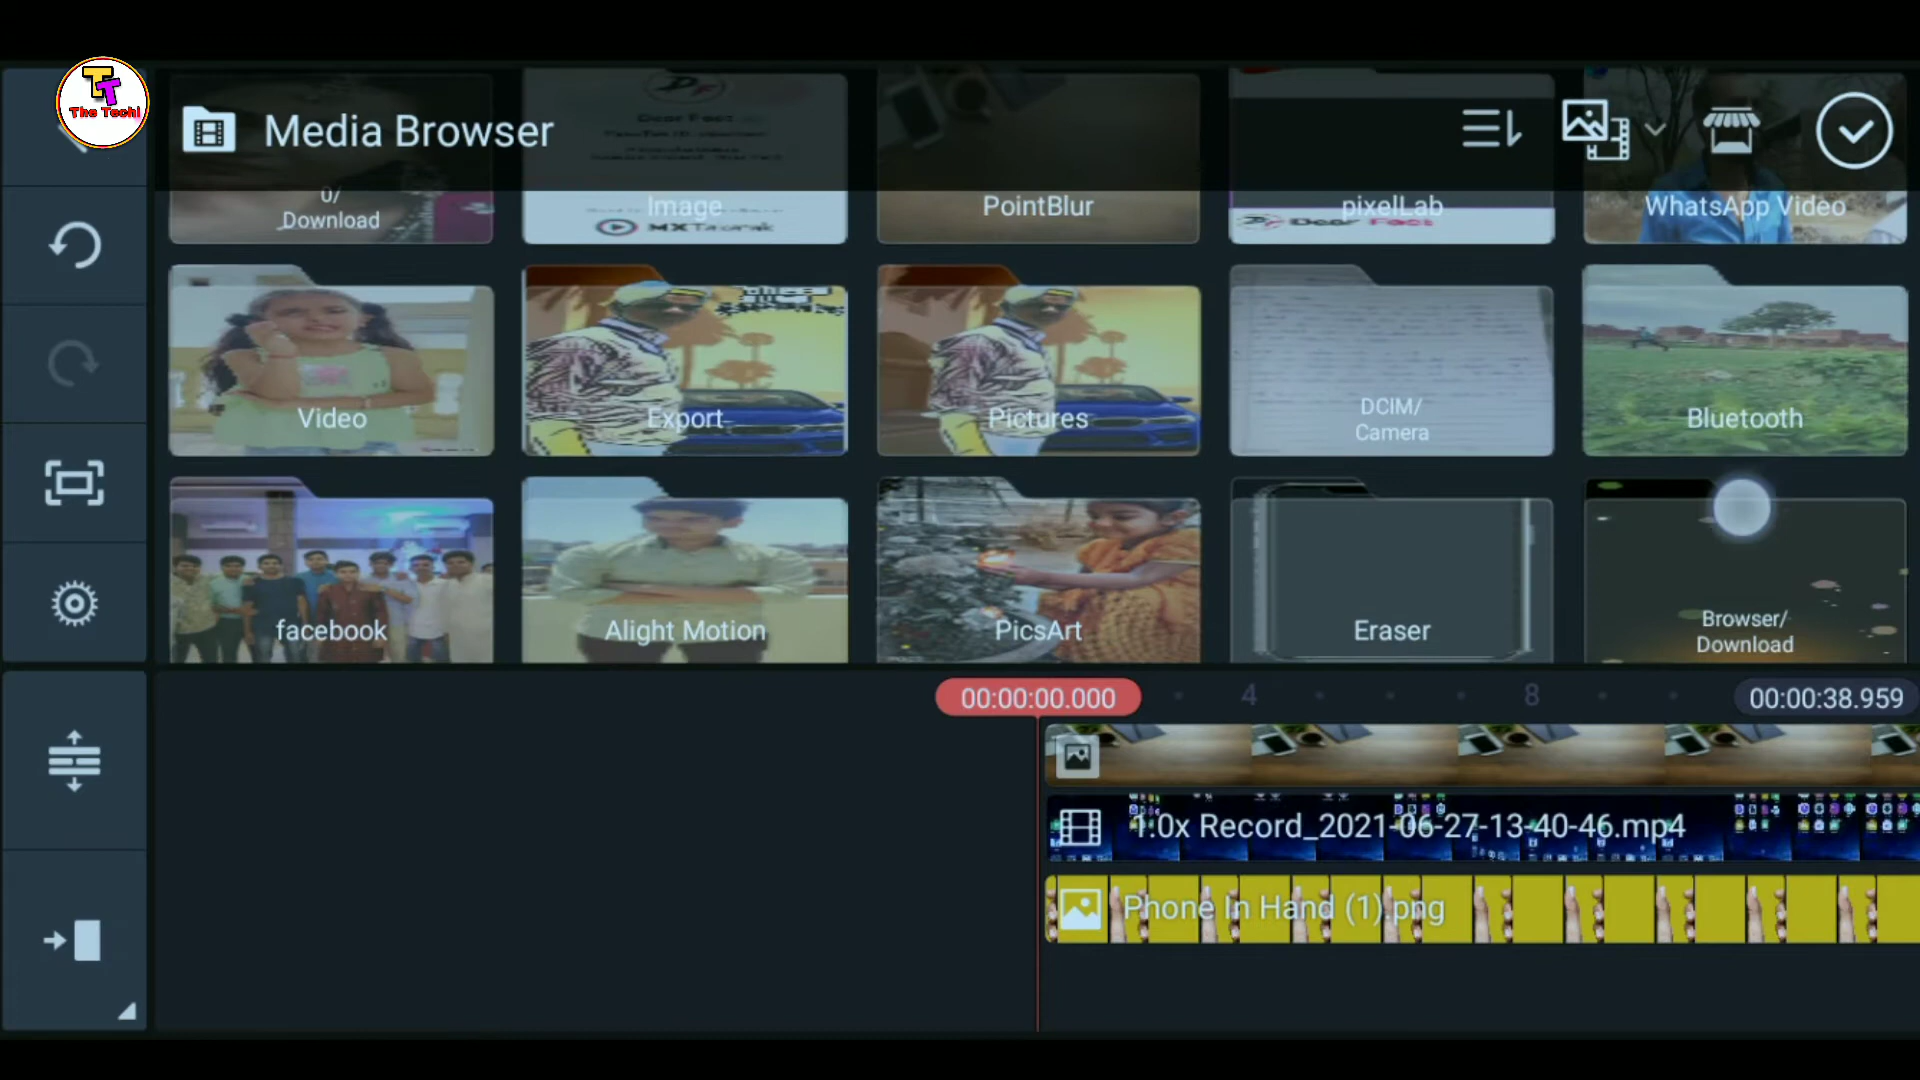 TT
The Techi
Media Browser
0/
Download
Image
PointBlur
pixelLab
WhatsApp Video
Video
Export
Pictures
DCIM/
Camera
Bluetooth
facebook
Alight Motion
PicsArt
Eraser
Browser/
Download
00:00:00.000
4
8
00:00:38.959
1.0x Record_2021-06-27-13-40-46.mp4
Phone In Hand (1).png